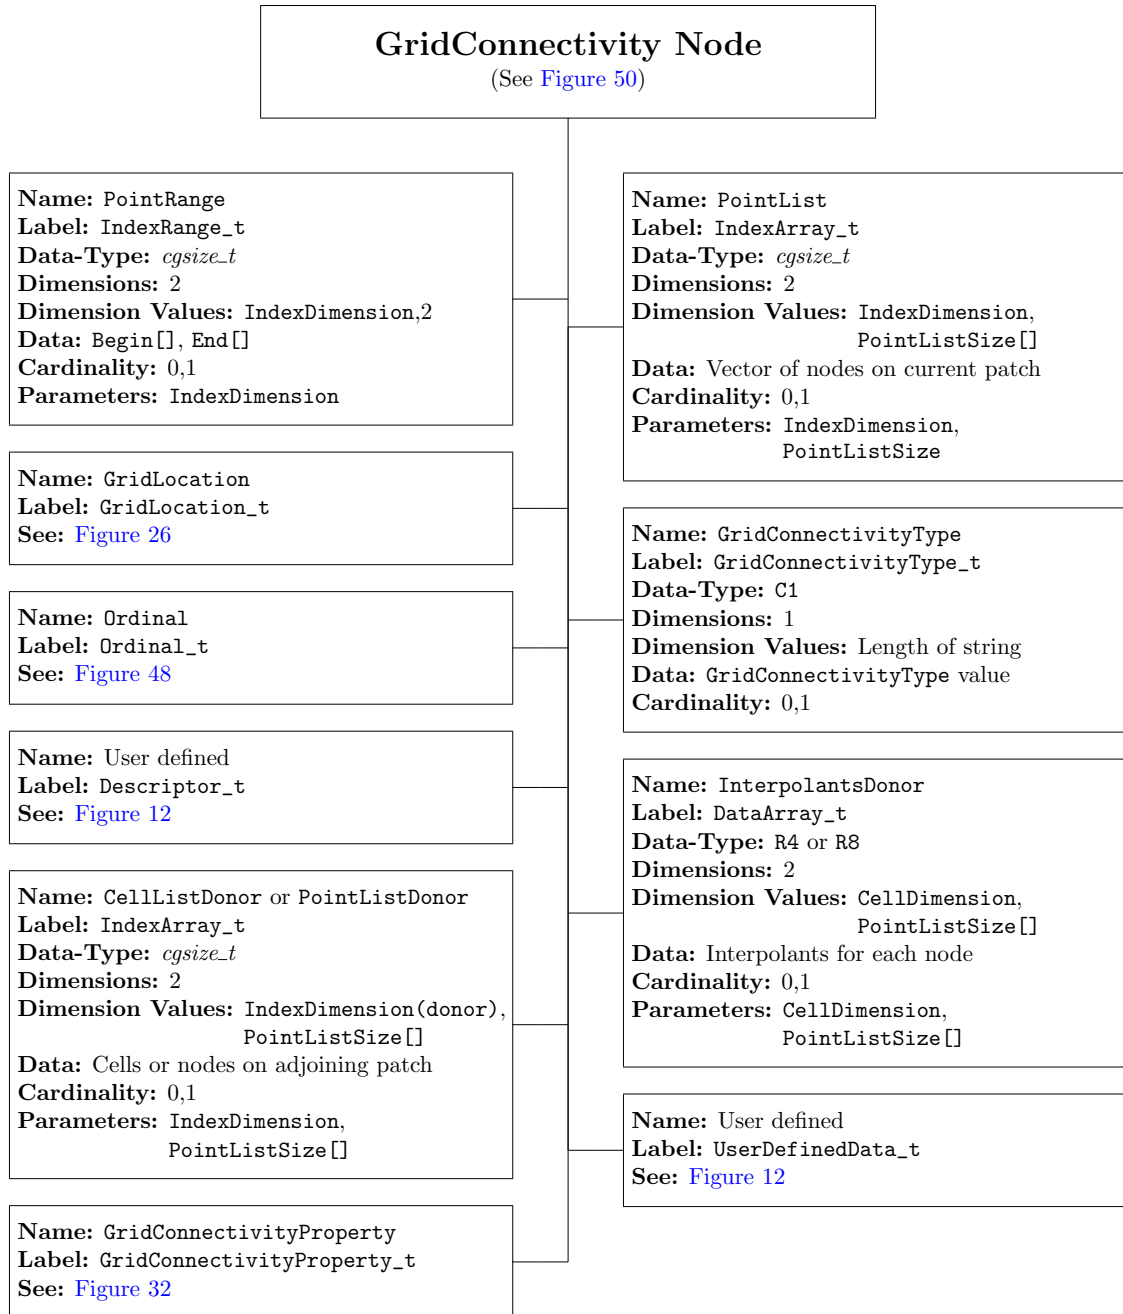 GridConnectivity Node
(See Figure 50)
Name: PointRange
Label: IndexRange_t
Data-Type: cgsize_t
Dimensions: 2
Dimension Values: IndexDimension,2
Data: Begin[], End[]
Cardinality: 0,1
Parameters: IndexDimension
Name: GridLocation
Label: GridLocation_t
See: Figure 26
Name: Ordinal
Label: Ordinal_t
See: Figure 48
Name: User defined
Label: Descriptor_t
See: Figure 12
Name: CellListDonor or PointListDonor
Label: IndexArray_t
Data-Type: cgsize_t
Dimensions: 2
Dimension Values: IndexDimension(donor),
PointListSize[]
Data: Cells or nodes on adjoining patch
Cardinality: 0,1
Parameters: IndexDimension,
PointListSize[]
Name: GridConnectivityProperty
Label: GridConnectivityProperty_t
See: Figure 32
Name: PointList
Label: IndexArray_t
Data-Type: cgsize_t
Dimensions: 2
Dimension Values: IndexDimension,
PointListSize[]
Data: Vector of nodes on current patch
Cardinality: 0,1
Parameters: IndexDimension,
PointListSize
Name: GridConnectivityType
Label: GridConnectivityType_t
Data-Type: C1
Dimensions: 1
Dimension Values: Length of string
Data: GridConnectivityType value
Cardinality: 0,1
Name: InterpolantsDonor
Label: DataArray_t
Data-Type: R4 or R8
Dimensions: 2
Dimension Values: CellDimension,
PointListSize[]
Data: Interpolants for each node
Cardinality: 0,1
Parameters: CellDimension,
PointListSize[]
Name: User defined
Label: UserDefinedData_t
See: Figure 12